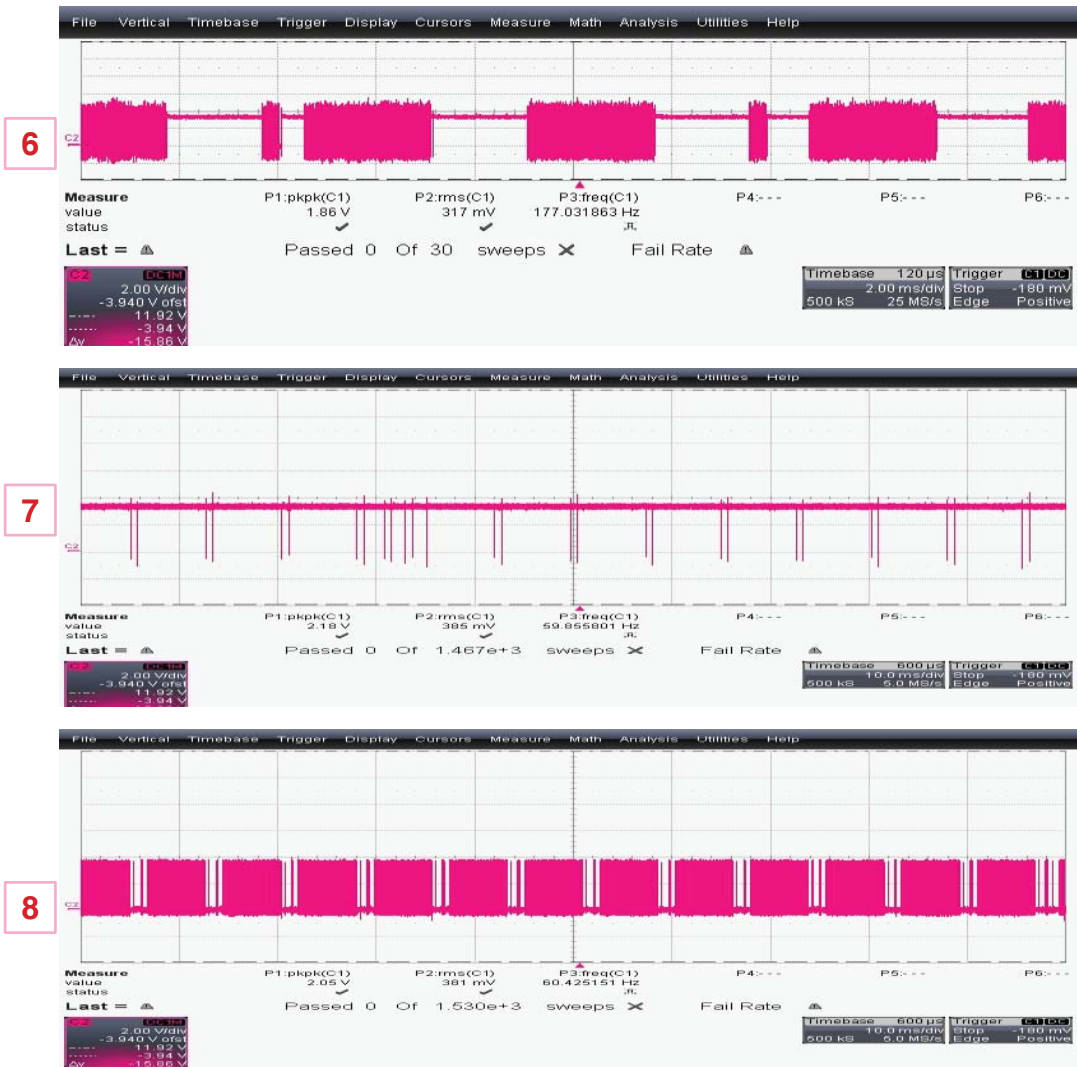 File Vertical Timebase Trigger Display Cursors Measure Math Analysis Utilities Help
6
C2
Measure P1:pkpk(C1) P2:rms(C1) P3:freq(C1) P4:- - - P5:- - - P6:- - -
value 1.86 V 317 mV 177.031863 Hz
status
Last = Passed 0 Of 30 sweeps Fail Rate
C2 DC1M
2.00 V/div
-3.940 V ofst
11.92 V
-3.94 V
Δy -15.86 V
Timebase 120 µs
2.00 ms/div
500 kS 25 MS/s
Trigger C1 DC
Stop -180 mV
Edge Positive
File Vertical Timebase Trigger Display Cursors Measure Math Analysis Utilities Help
7
C2
Measure P1:pkpk(C1) P2:rms(C1) P3:freq(C1) P4:- - - P5:- - - P6:- - -
value 2.18 V 385 mV 59.855801 Hz
status
Last = Passed 0 Of 1.467e+3 sweeps Fail Rate
C2 DC1M
2.00 V/div
-3.940 V ofst
11.92 V
-3.94 V
Timebase 600 µs
10.0 ms/div
500 kS 5.0 MS/s
Trigger C1 DC
Stop -180 mV
Edge Positive
File Vertical Timebase Trigger Display Cursors Measure Math Analysis Utilities Help
8
C2
Measure P1:pkpk(C1) P2:rms(C1) P3:freq(C1) P4:- - - P5:- - - P6:- - -
value 2.05 V 381 mV 60.425151 Hz
status
Last = Passed 0 Of 1.530e+3 sweeps Fail Rate
C2 DC1M
2.00 V/div
-3.940 V ofst
11.92 V
-3.94 V
Δy -15.86 V
Timebase 600 µs
10.0 ms/div
500 kS 5.0 MS/s
Trigger C1 DC
Stop -180 mV
Edge Positive